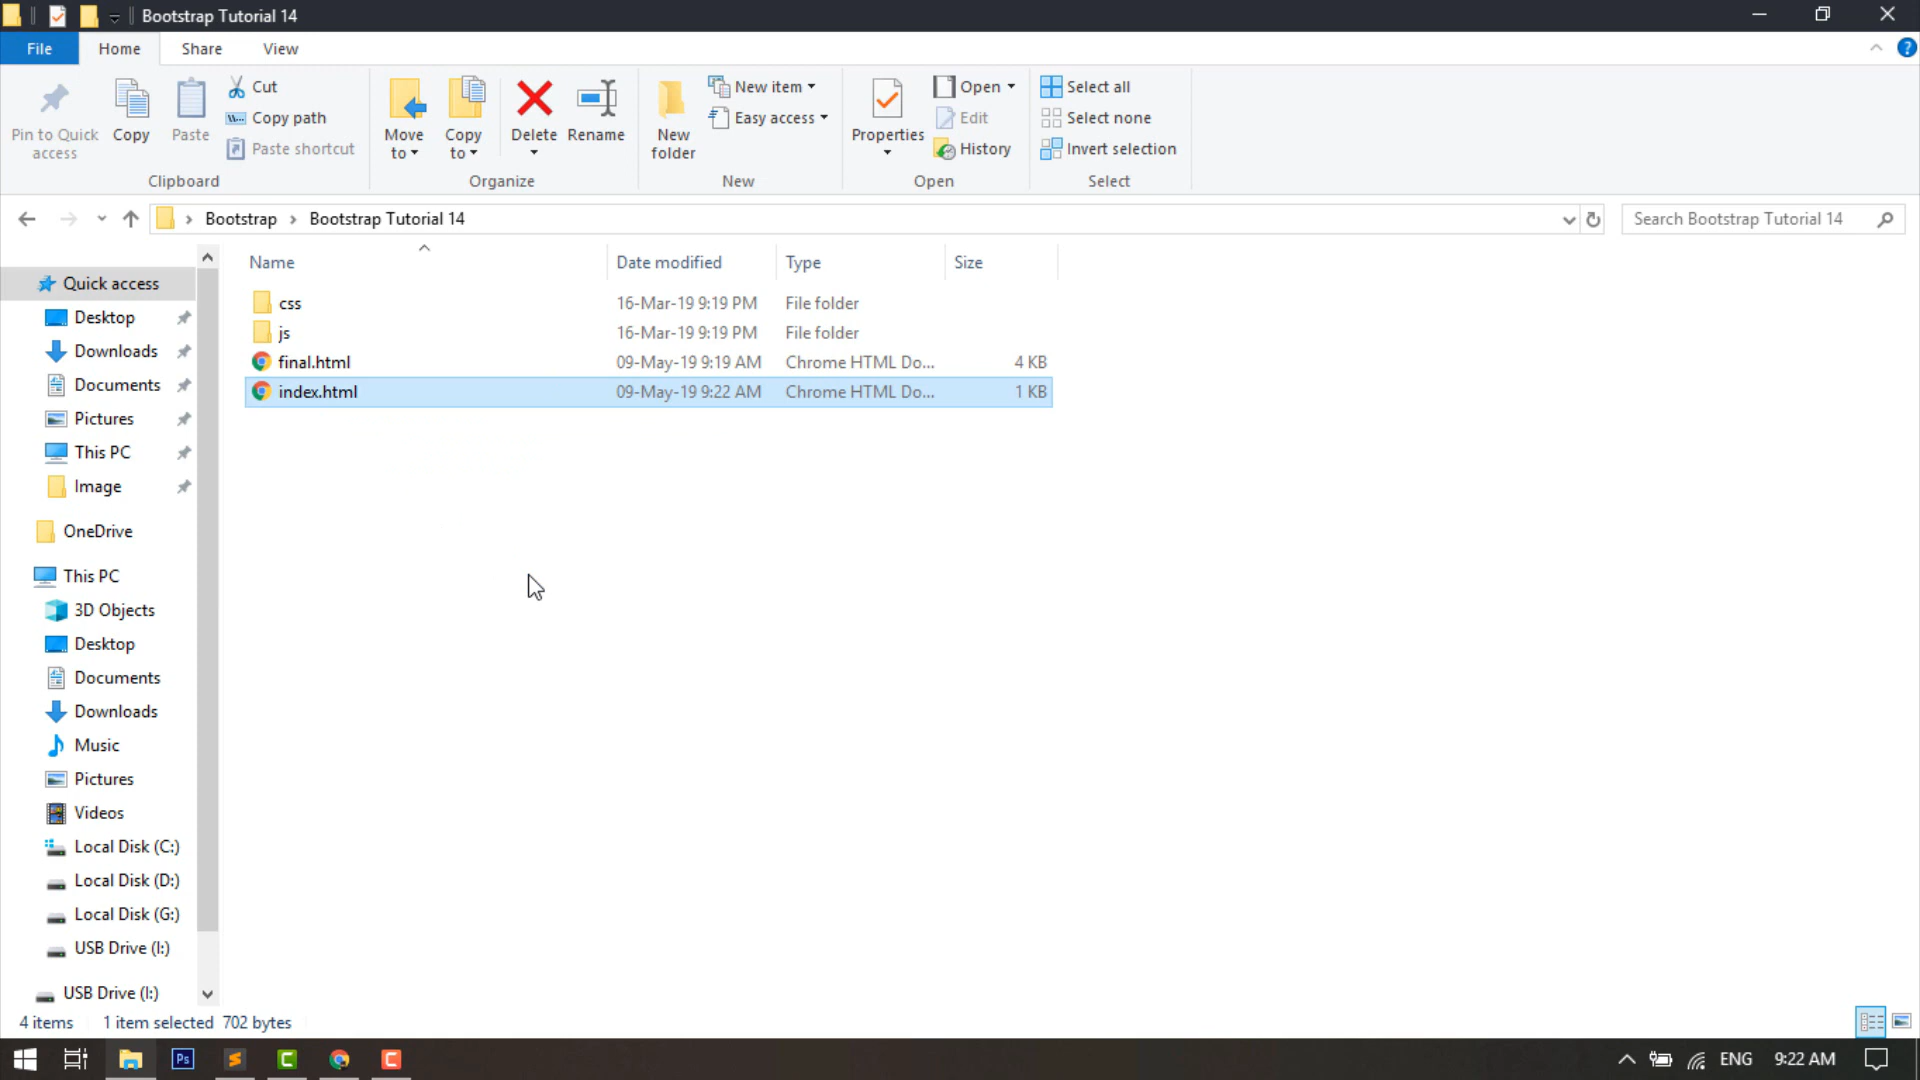 Bootstrap Tutorial 14
File Home Share View
Pin to Quick access
Copy
Paste
Cut
Copy path
Paste shortcut
Clipboard
Move to
Copy to
Delete
Rename
Organize
New folder
New item
Easy access
New
Properties
Open
Edit
History
Open
Select all
Select none
Invert selection
Select
Bootstrap Bootstrap Tutorial 14
Search Bootstrap Tutorial 14
Name Date modified Type Size
css 16-Mar-19 9:19 PM File folder
js 16-Mar-19 9:19 PM File folder
final.html 09-May-19 9:19 AM Chrome HTML Do... 4 KB
index.html 09-May-19 9:22 AM Chrome HTML Do... 1 KB
Quick access
Desktop
Downloads
Documents
Pictures
This PC
Image
OneDrive
This PC
3D Objects
Desktop
Documents
Downloads
Music
Pictures
Videos
Local Disk (C:)
Local Disk (D:)
Local Disk (G:)
USB Drive (I:)
USB Drive (I:)
4 items 1 item selected 702 bytes
Ps
ENG 9:22 AM